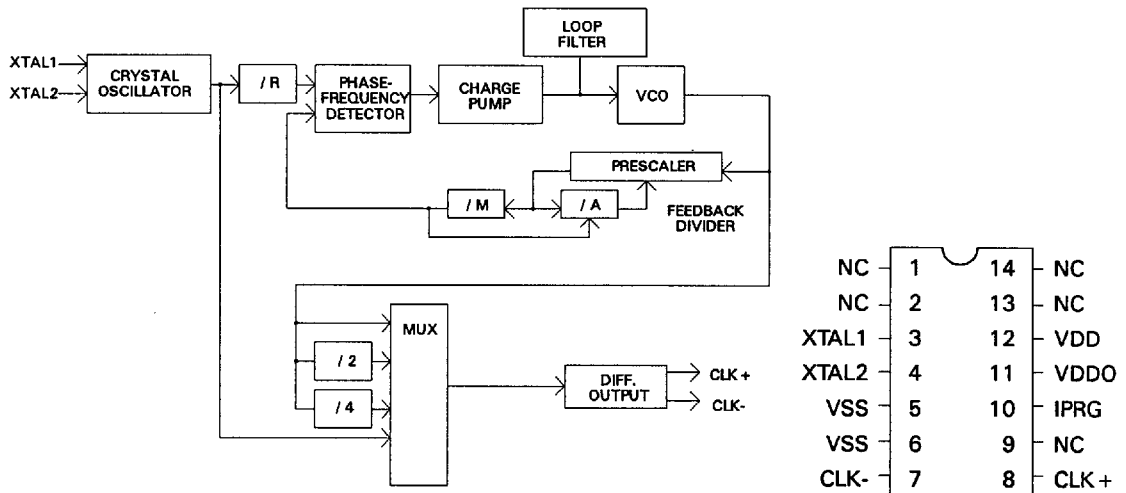 LOOP
FILTER
XTAL1
XTAL2
CRYSTAL
OSCILLATOR
/ R
PHASE-
FREQUENCY
DETECTOR
CHARGE
PUMP
VCO
PRESCALER
/ M
/ A
FEEDBACK
DIVIDER
MUX
/ 2
/ 4
DIFF.
OUTPUT
CLK +
CLK-
NC 1 14 NC
NC 2 13 NC
XTAL1 3 12 VDD
XTAL2 4 11 VDDO
VSS 5 10 IPRG
VSS 6 9 NC
CLK- 7 8 CLK +